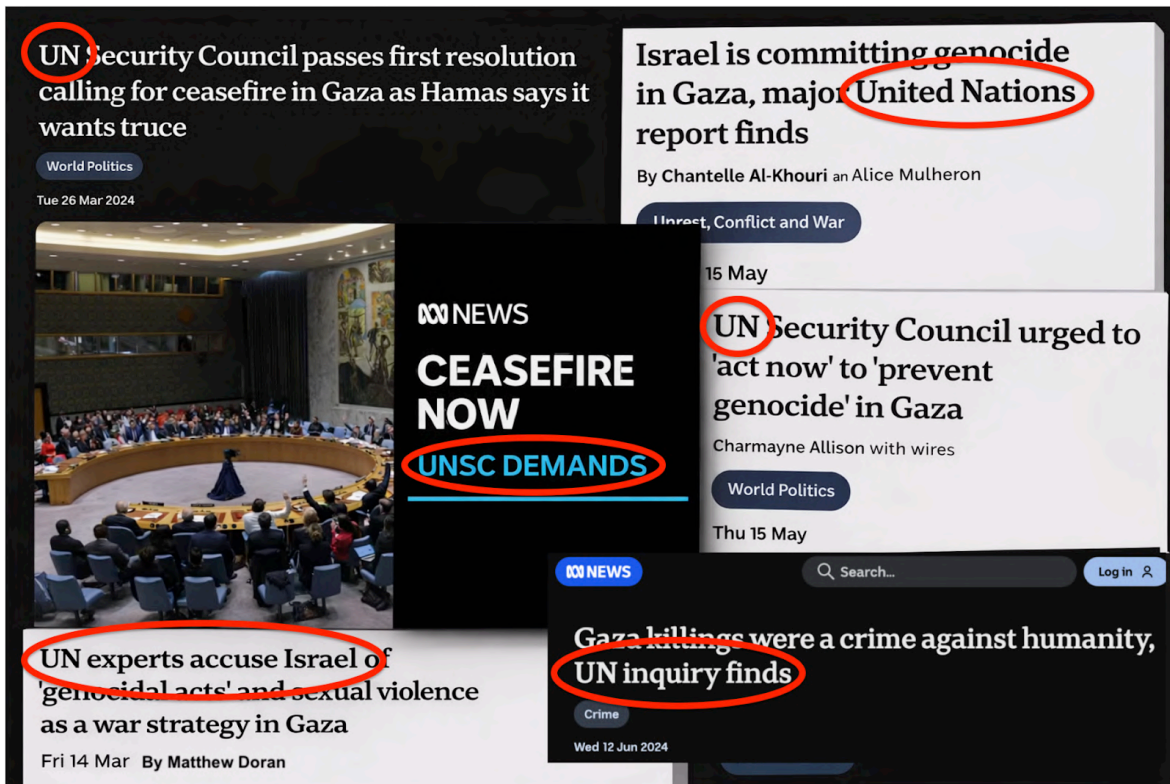 UN Security Council passes first resolution
calling for ceasefire in Gaza as Hamas says it
wants truce
World Politics
Tue 26 Mar 2024
NEWS
CEASEFIRE
NOW
UNSC DEMANDS
UN experts accuse Israel of
'genocidal acts' and sexual violence
as a war strategy in Gaza
Fri 14 Mar By Matthew Doran
Israel is committing genocide
in Gaza, major United Nations
report finds
By Chantelle Al-Khouri an Alice Mulheron
Unrest, Conflict and War
15 May
UN Security Council urged to
'act now' to 'prevent
genocide' in Gaza
Charmayne Allison with wires
World Politics
Thu 15 May
NEWS
Search...
Log in
Gaza killings were a crime against humanity,
UN inquiry finds
Crime
Wed 12 Jun 2024